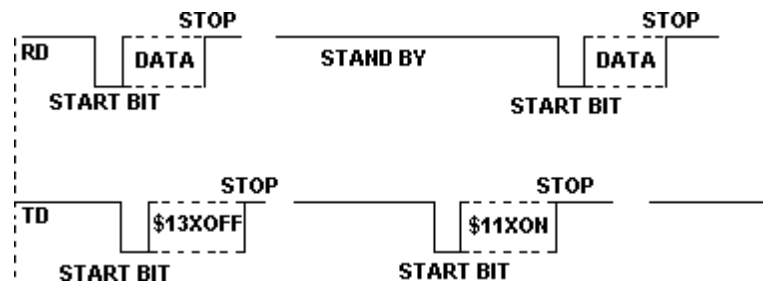 STOP STOP
RD DATA STAND BY DATA
START BIT START BIT
STOP STOP
TD $13XOFF $11XON
START BIT START BIT